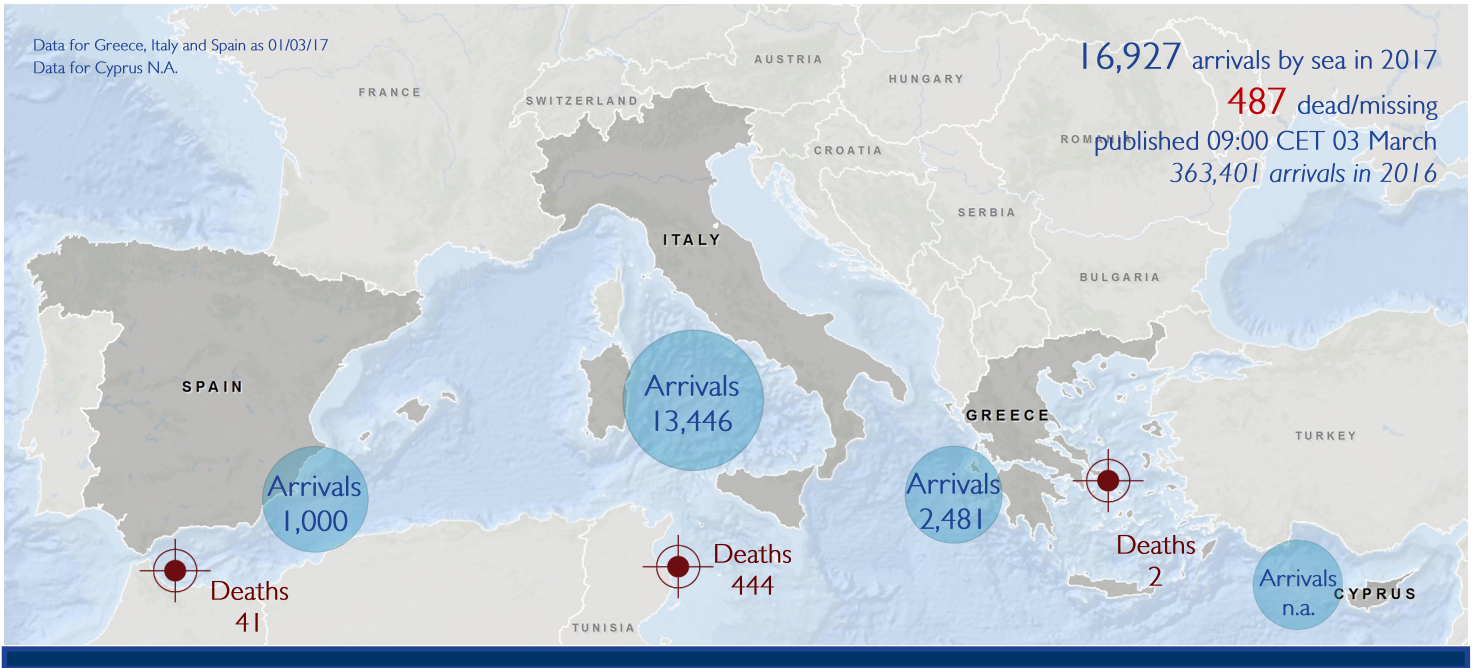 Data for Greece, Italy and Spain as 01/03/17
Data for Cyprus N.A.
16,927 arrivals by sea in 2017
487 dead/missing
published 09:00 CET 03 March
363,401 arrivals in 2016
AUSTRIA
HUNGARY
FRANCE
SWITZERLAND
ROMANIA
CROATIA
SERBIA
ITALY
BULGARIA
SPAIN
Arrivals
13,446
GREECE
TURKEY
Arrivals
1,000
Arrivals
2,481
Deaths
2
Deaths
444
Deaths
41
Arrivals
n.a.
CYPRUS
TUNISIA